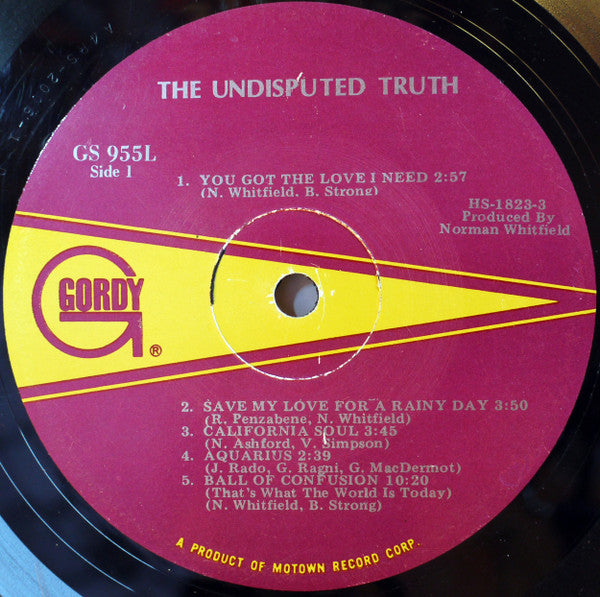 THE UNDISPUTED TRUTH
GS 955L
Side 1
1. YOU GOT THE LOVE I NEED 2:57
(N. Whitfield, B. Strong)
HS-1823-3
Produced By
Norman Whitfield
GORDY
®
2. SAVE MY LOVE FOR A RAINY DAY 3:50
(R. Penzabene, N. Whitfield)
3. CALIFORNIA SOUL 3:45
(N. Ashford, V. Simpson)
4. AQUARIUS 2:39
(J. Rado, G. Ragni, G. MacDermot)
5. BALL OF CONFUSION 10:20
(That's What The World Is Today)
(N. Whitfield, B. Strong)
A PRODUCT OF MOTOWN RECORD CORP.